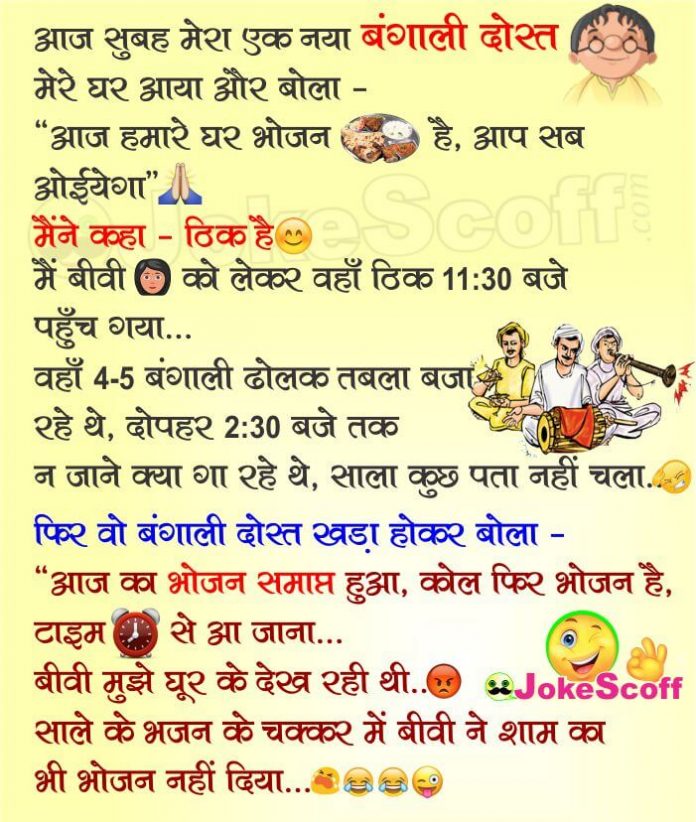 आज सुबह मेरा एक नया बंगाली दोस्त
मेरे घर आया और बोला -
“आज हमारे घर भोजन है, आप सब
ओईयेगा”
मैंने कहा - ठिक है
मैं बीवी को लेकर वहाँ ठिक 11:30 बजे
पहुँच गया...
वहाँ 4-5 बंगाली ढोलक तबला बजा
रहे थे, दोपहर 2:30 बजे तक
न जाने क्या गा रहे थे, साला कुछ पता नहीं चला..
फिर वो बंगाली दोस्त खड़ा होकर बोला -
“आज का भोजन समाप्त हुआ, कोल फिर भोजन है,
टाइम से आ जाना...
बीवी मुझे घूर के देख रही थी..
JokeScoff
साले के भजन के चक्कर में बीवी ने शाम का
भी भोजन नहीं दिया...
JokeScoff.com